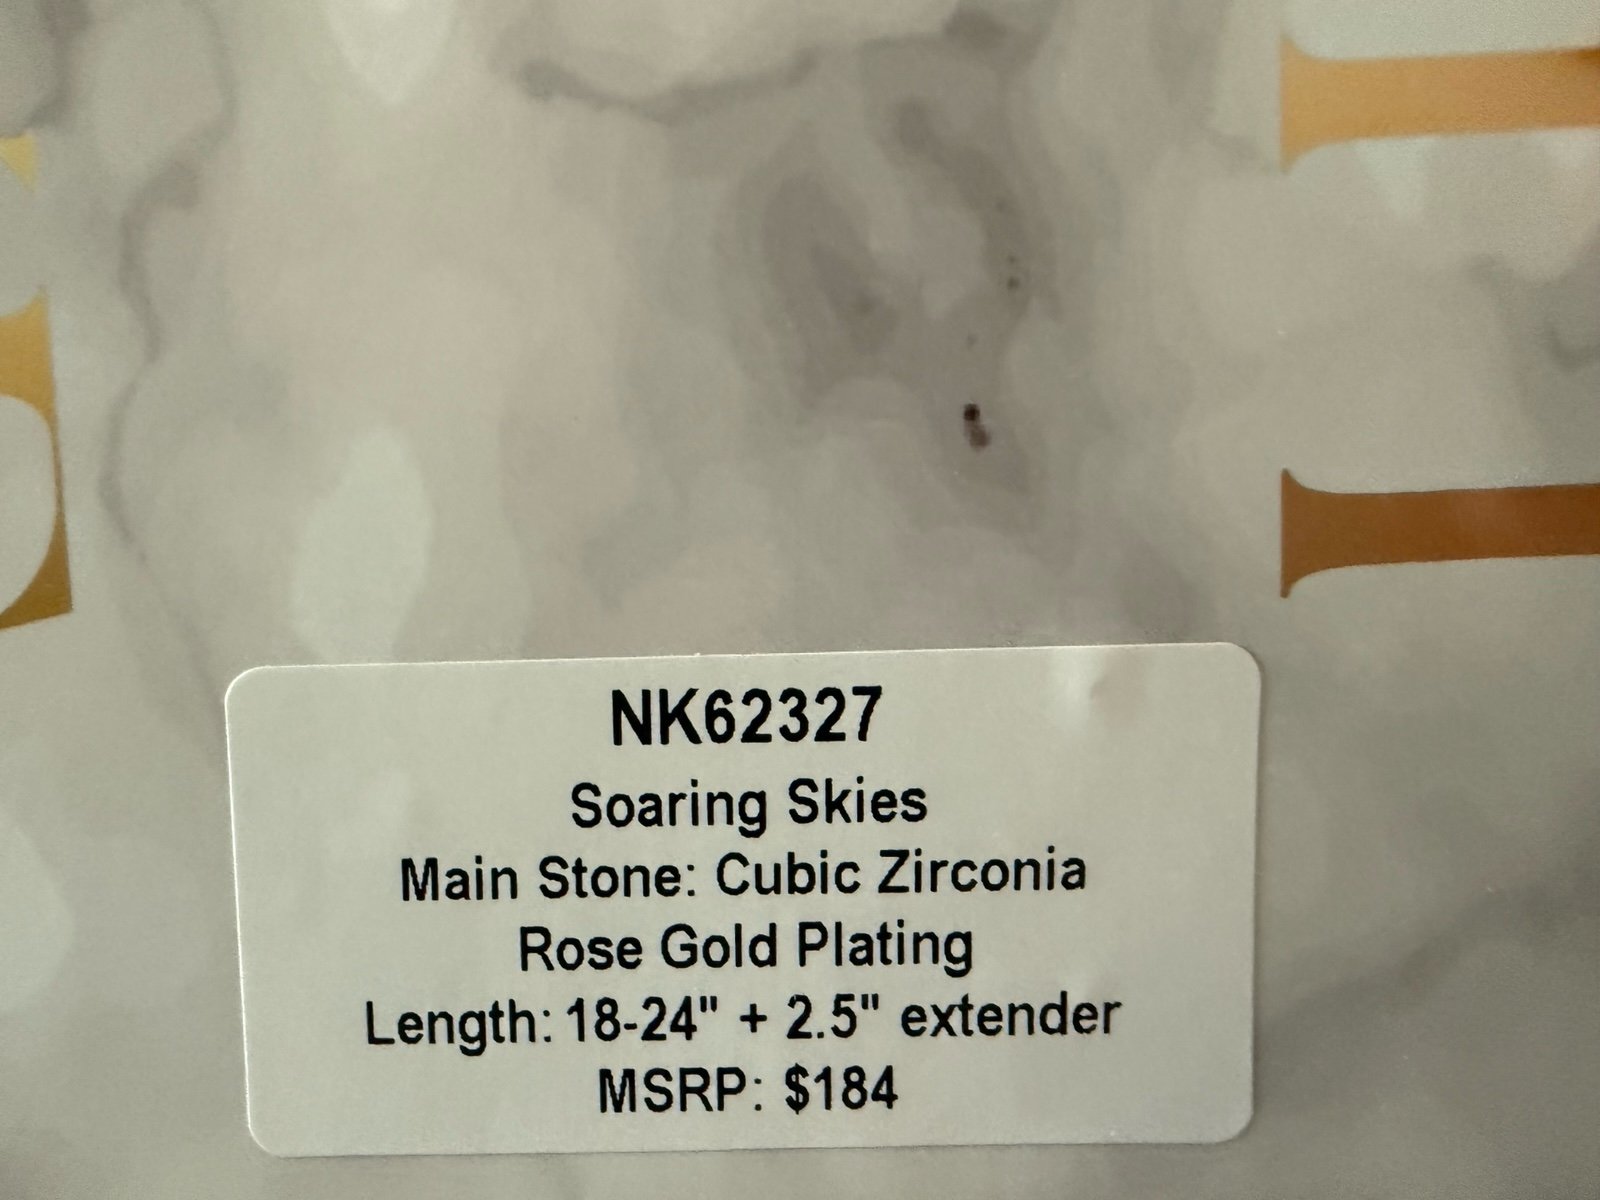 NK62327
Soaring Skies
Main Stone: Cubic Zirconia
Rose Gold Plating
Length: 18-24" + 2.5" extender
MSRP: $184